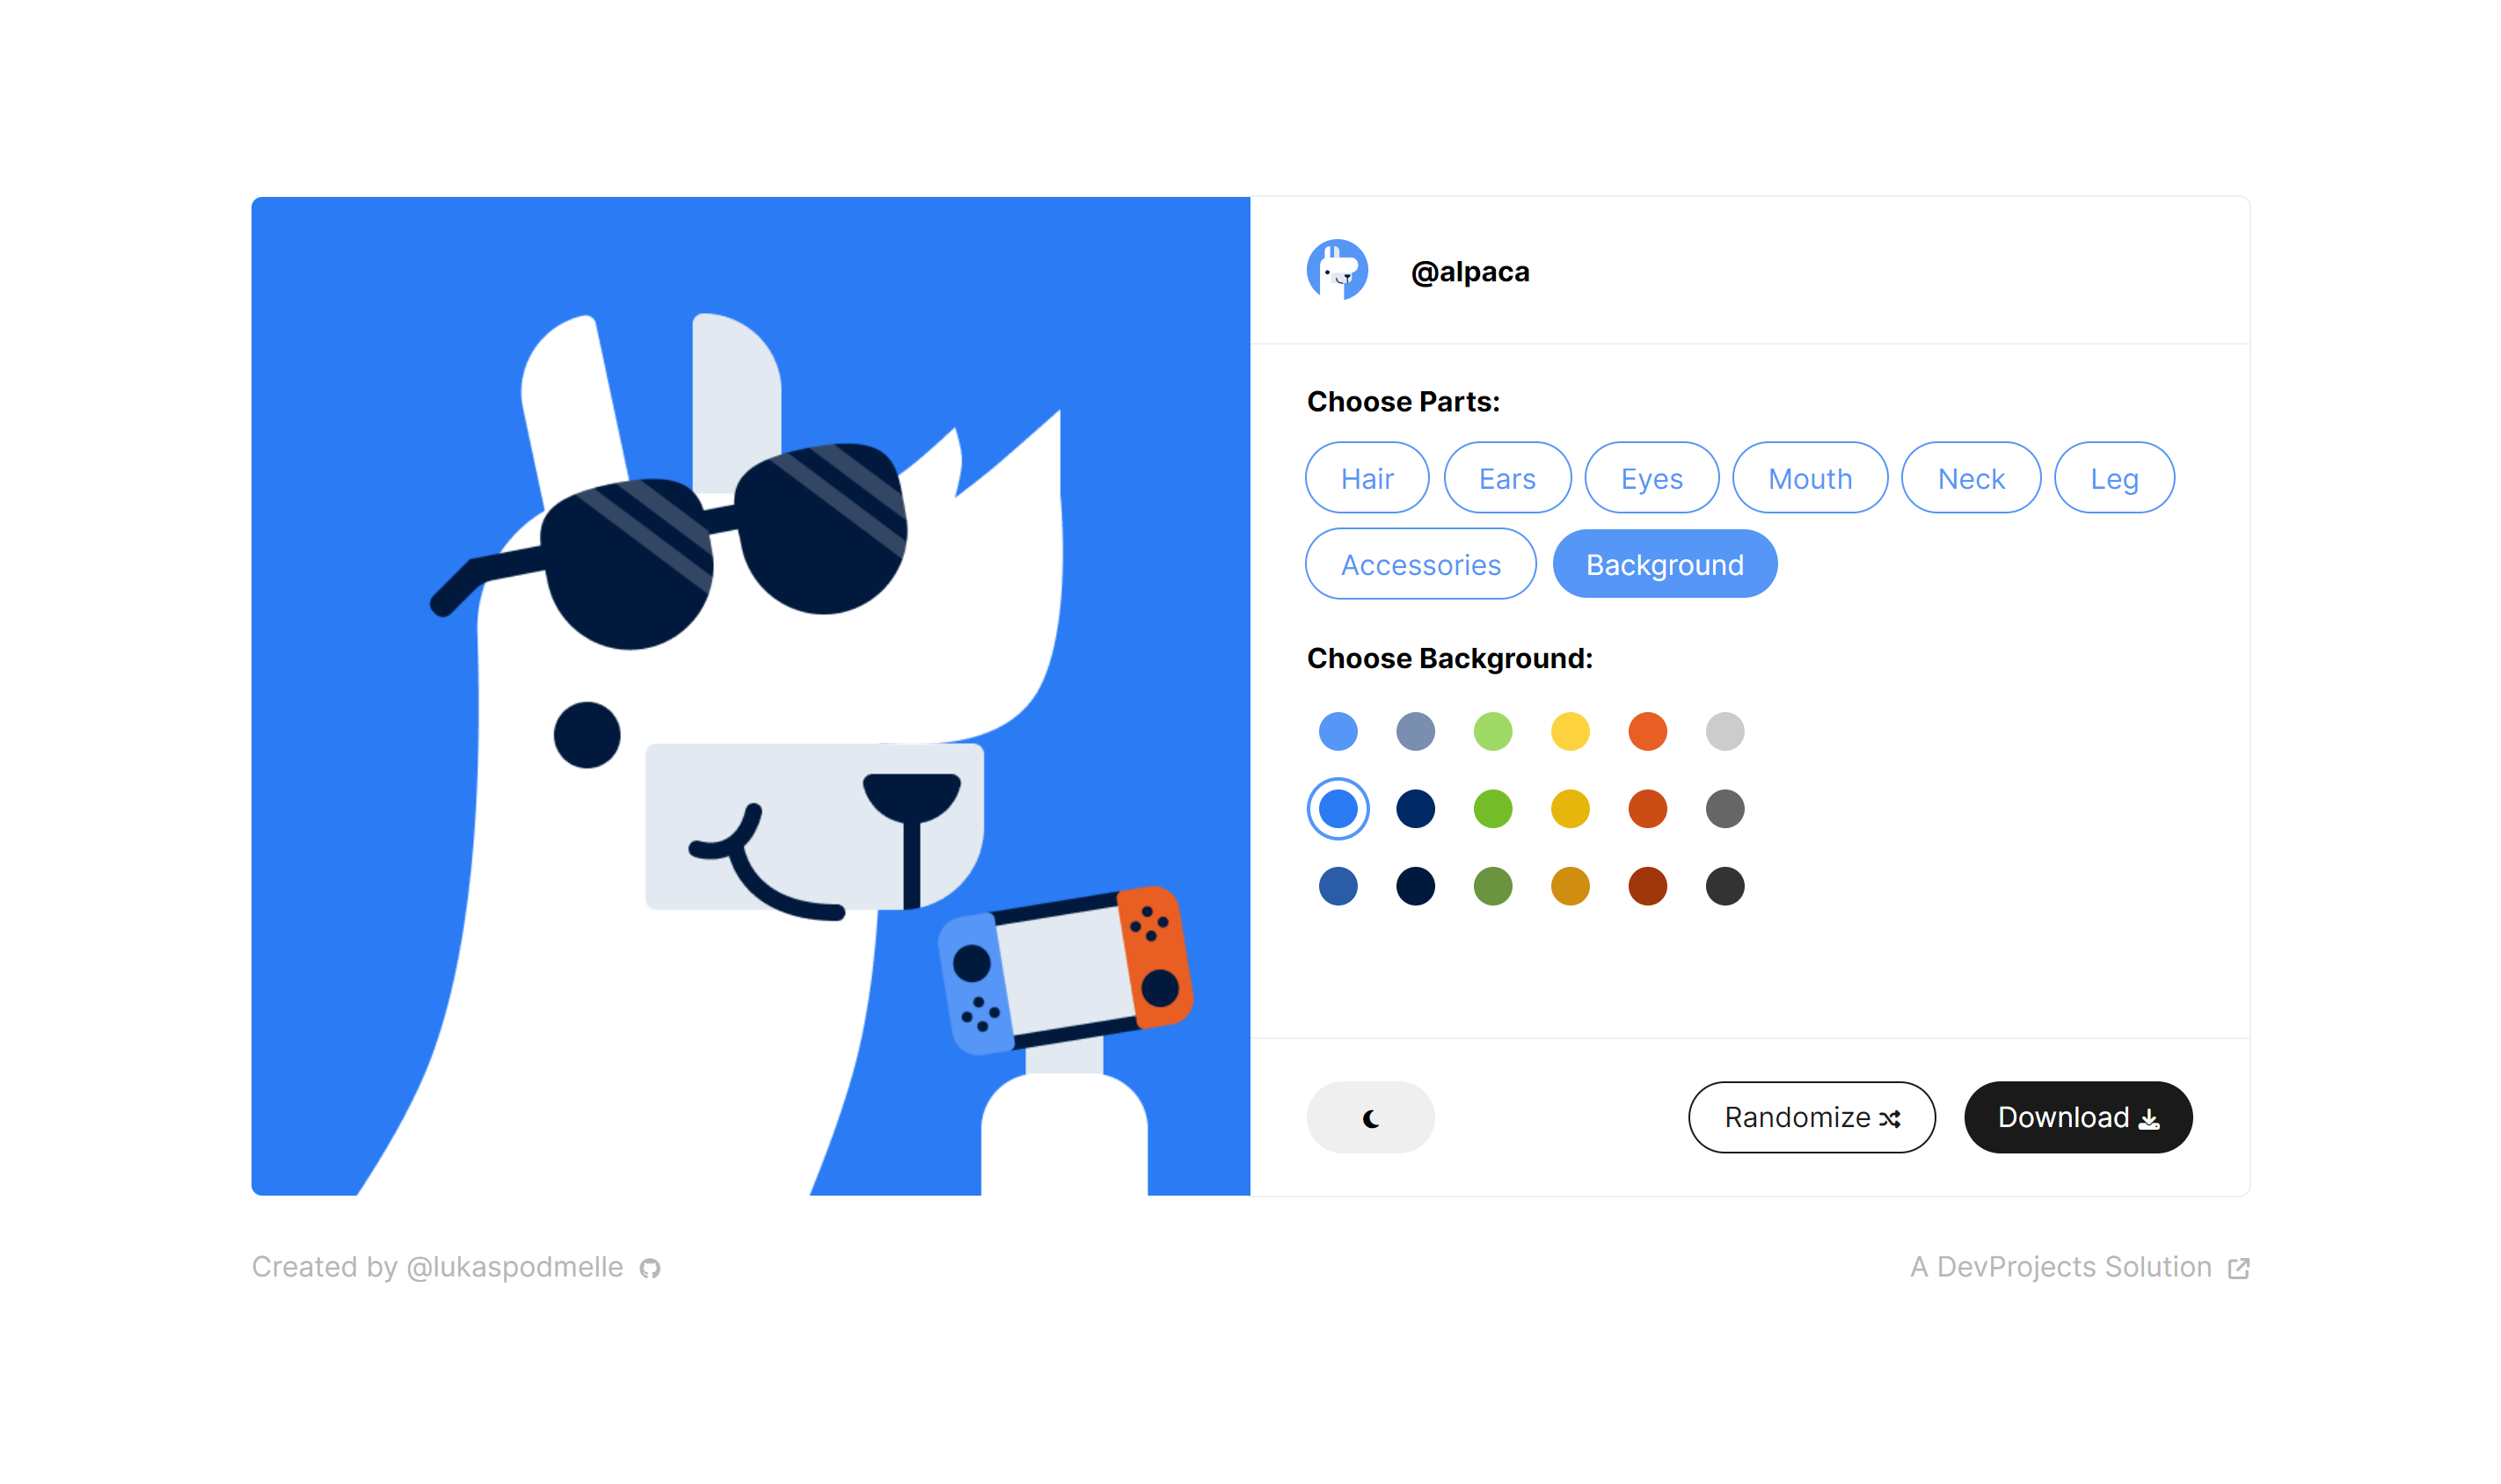 @alpaca
Choose Parts:
Hair Ears Eyes Mouth Neck Leg
Accessories Background
Choose Background:
Randomize Download
Created by @lukaspodmelle A DevProjects Solution